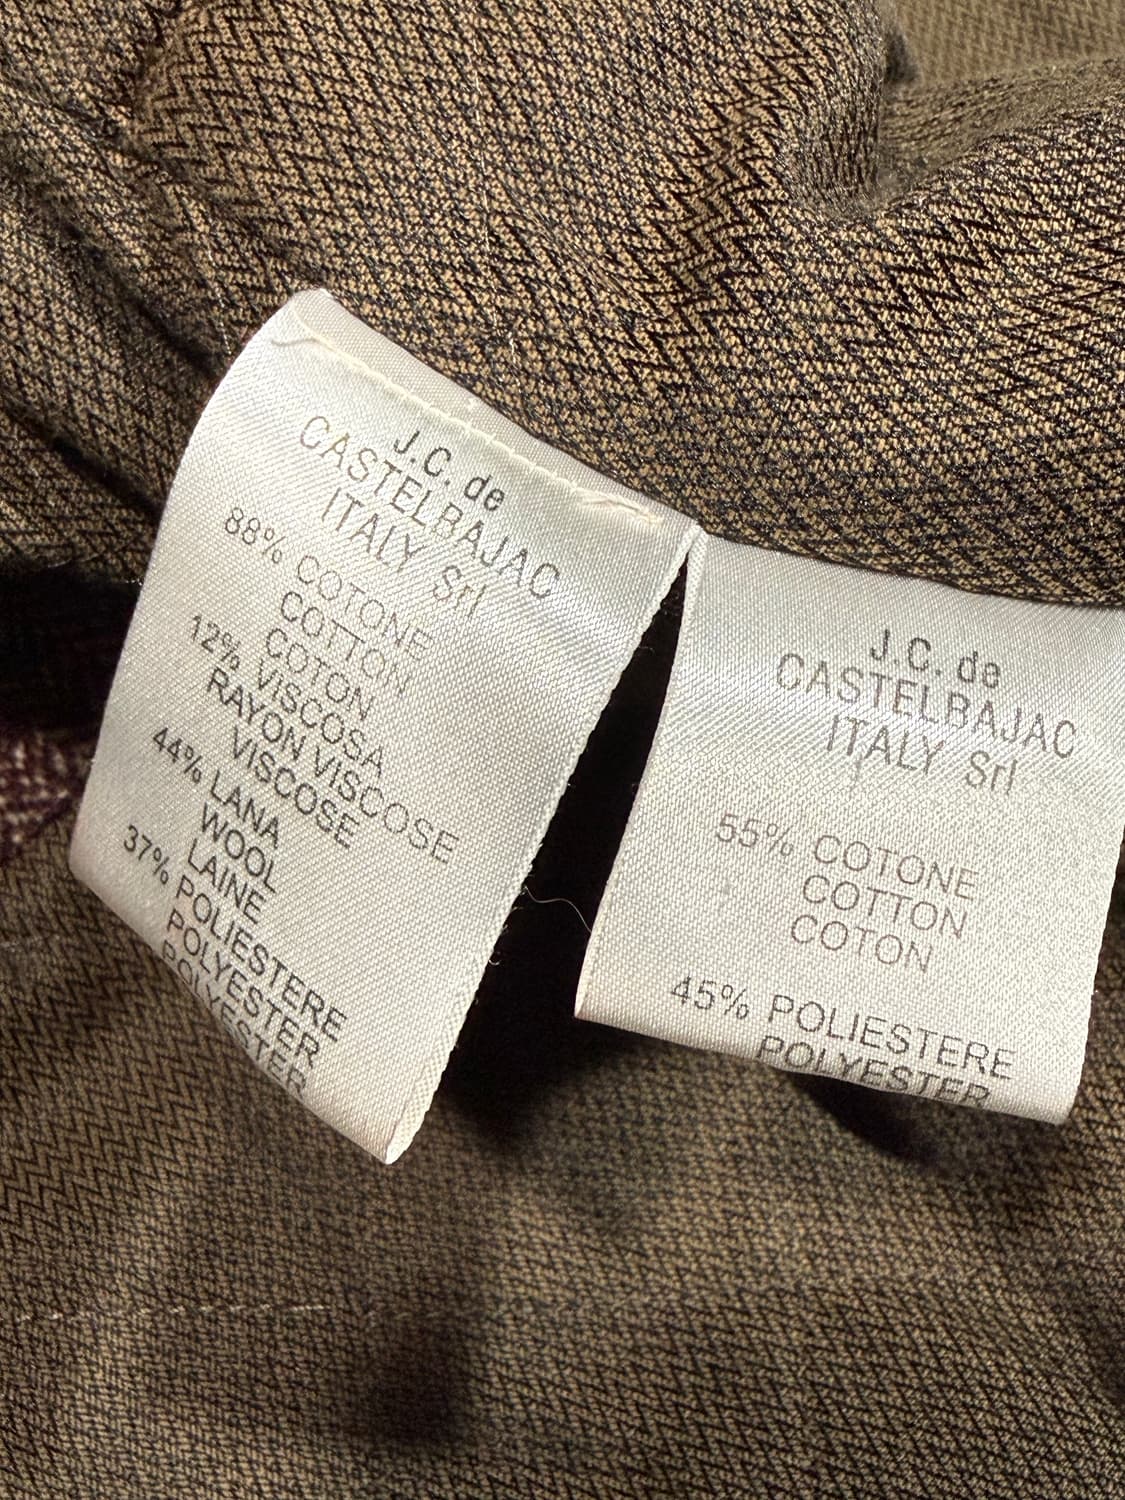 J.C. de
CASTELBAJAC
ITALY Srl
88% COTONE
COTTON
COTON
12% VISCOSA
RAYON VISCOSE
VISCOSE
44% LANA
WOOL
LAINE
37% POLIESTERE
POLYESTER
POLYESTER
J.C. de
CASTELBAJAC
ITALY Srl
55% COTONE
COTTON
COTON
45% POLIESTERE
POLYESTER